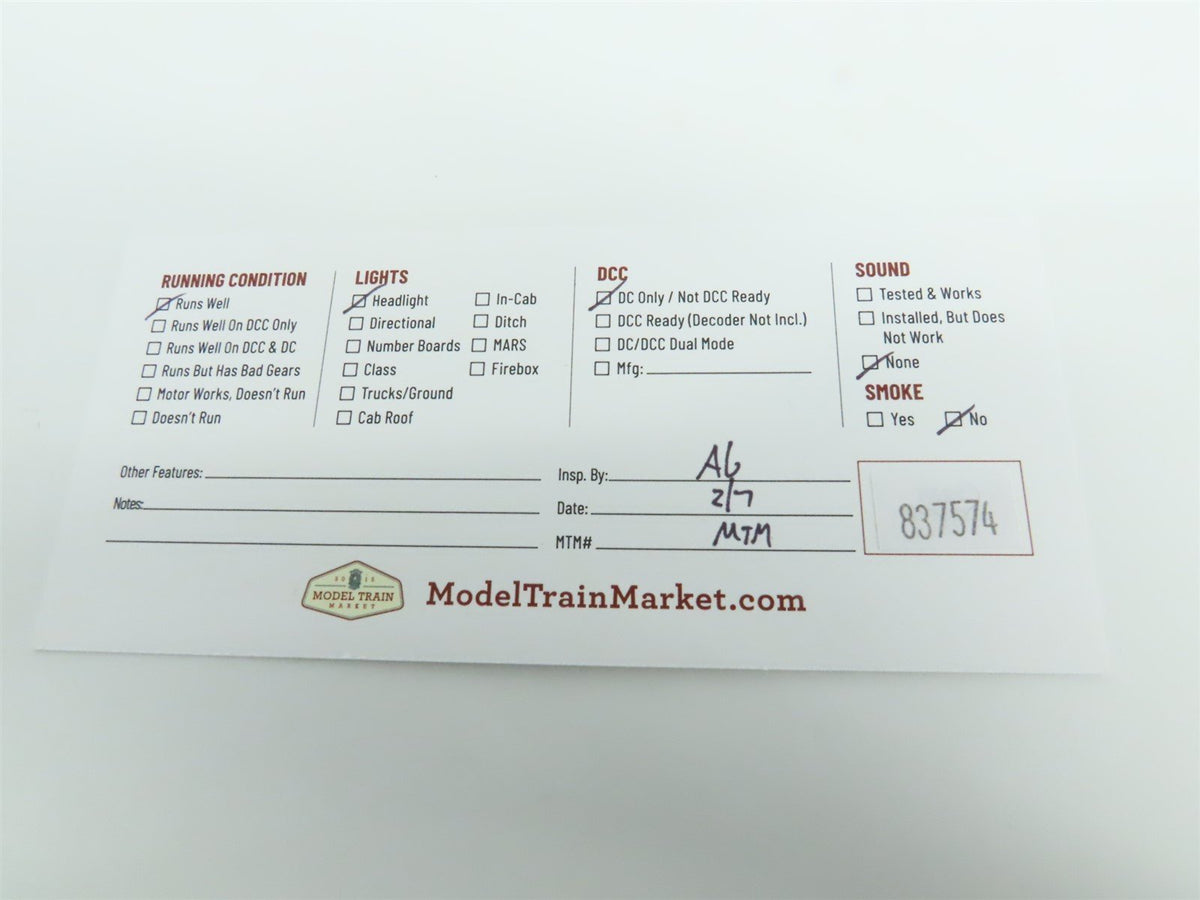 RUNNING CONDITION
Runs Well
Runs Well On DCC Only
Runs Well On DCC & DC
Runs But Has Bad Gears
Motor Works, Doesn't Run
Doesn't Run
LIGHTS
Headlight
Directional
Number Boards
Class
Trucks/Ground
Cab Roof
In-Cab
Ditch
MARS
Firebox
DCC
DC Only / Not DCC Ready
DCC Ready (Decoder Not Incl.)
DC/DCC Dual Mode
Mfg:
SOUND
Tested & Works
Installed, But Does
Not Work
None
SMOKE
Yes No
Other Features:
Notes:
Insp. By: AG
Date: 2/7
MTM# MTM
837574
20 15
MODEL TRAIN
MARKET
ModelTrainMarket.com